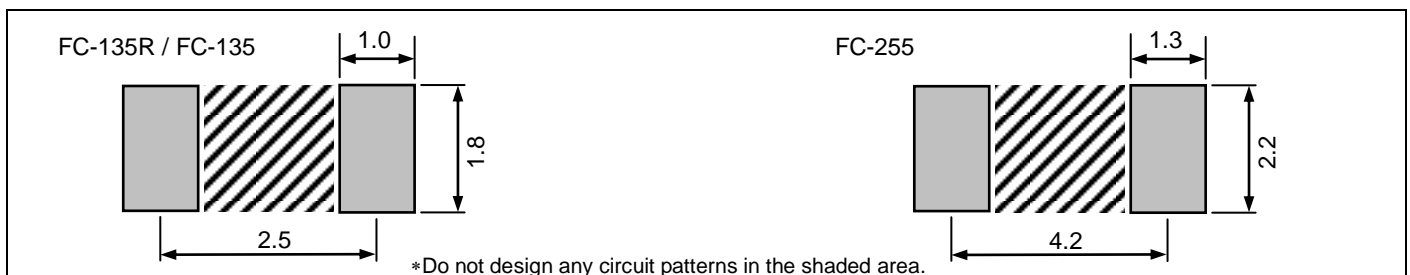 FC-135R / FC-135
1.0
1.8
2.5
FC-255
1.3
2.2
4.2
*Do not design any circuit patterns in the shaded area.